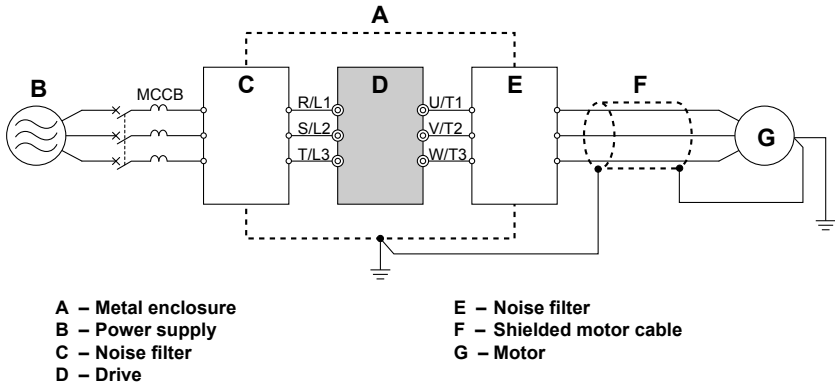 A
B
MCCB
C
R/L1
S/L2
T/L3
D
U/T1
V/T2
W/T3
E
F
G
A – Metal enclosure
B – Power supply
C – Noise filter
D – Drive
E – Noise filter
F – Shielded motor cable
G – Motor